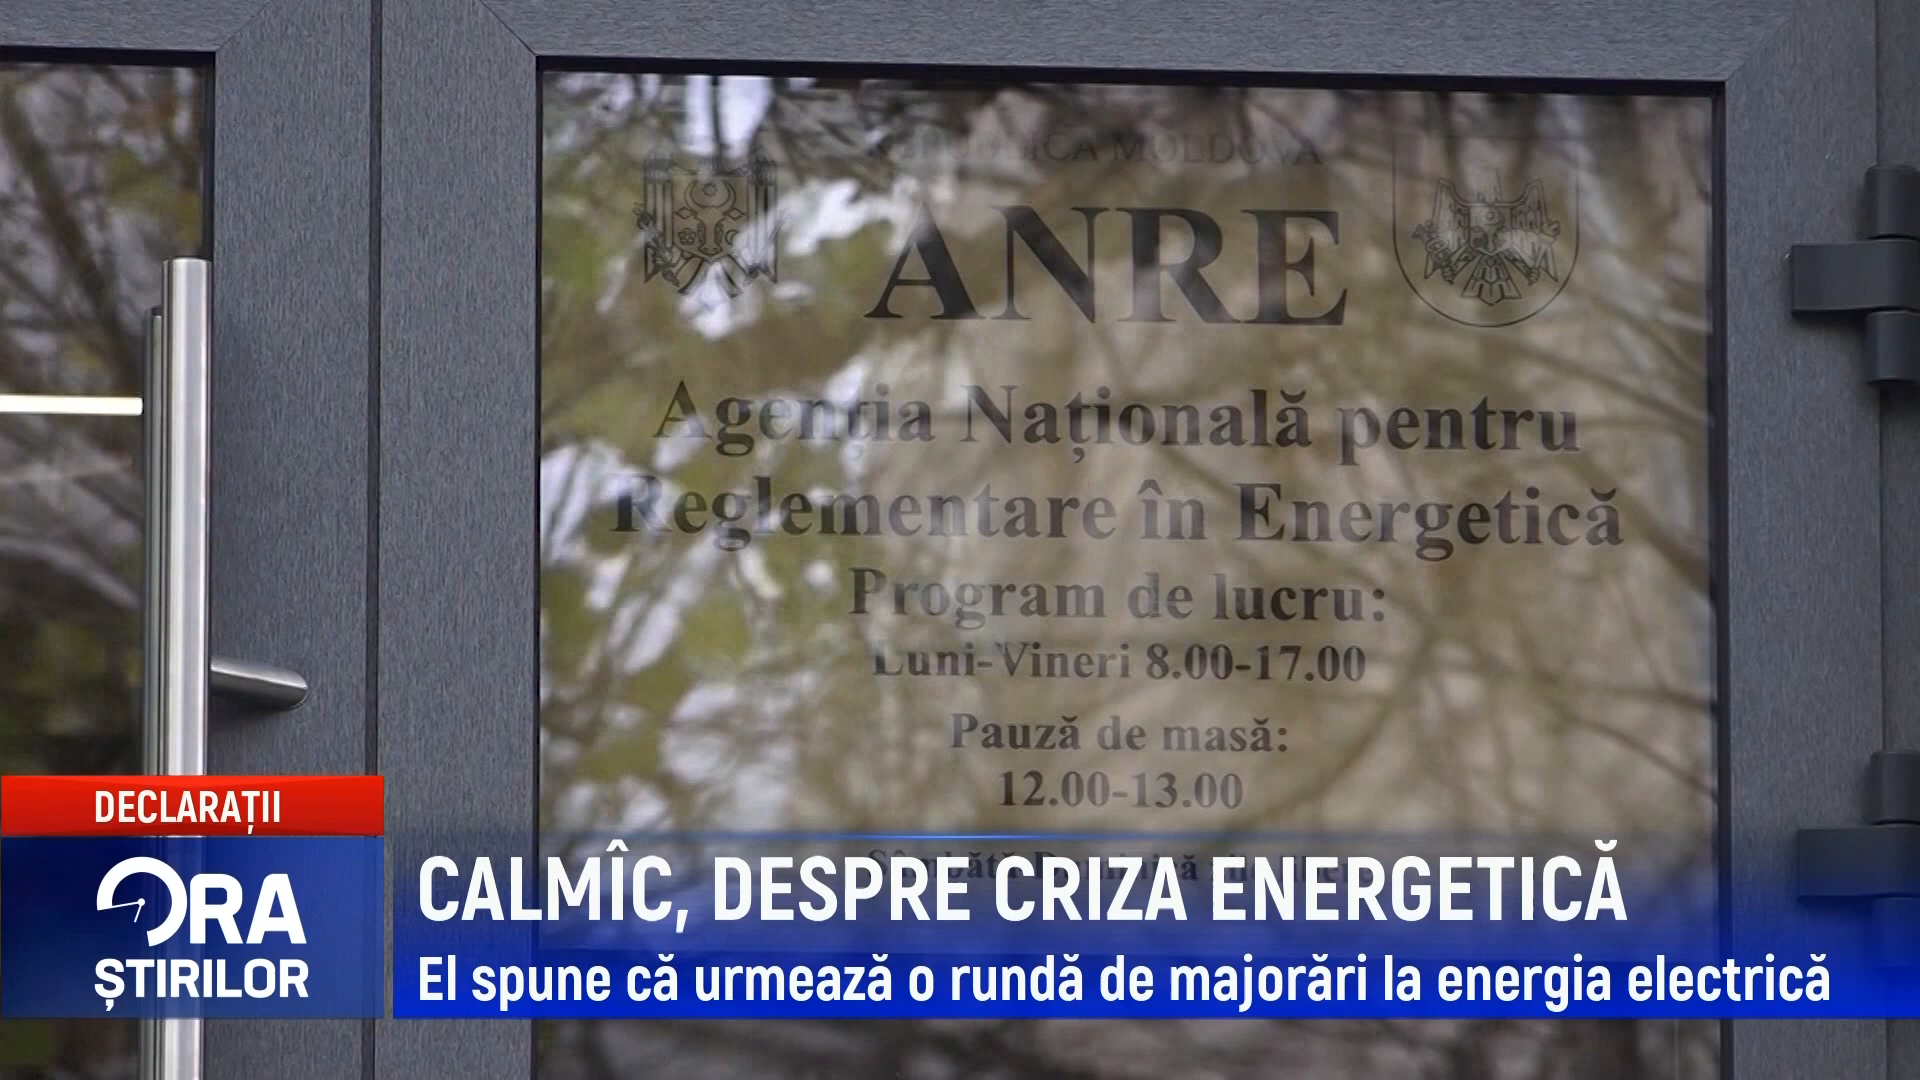 REPUBLICA MOLDOVA
ANRE
Agenția Națională pentru
Reglementare în Energetică
Program de lucru:
Luni-Vineri 8.00-17.00
Pauză de masă:
12.00-13.00
DECLARAȚII
ORA
ȘTIRILOR
CALMÎC, DESPRE CRIZA ENERGETICĂ
El spune că urmează o rundă de majorări la energia electrică